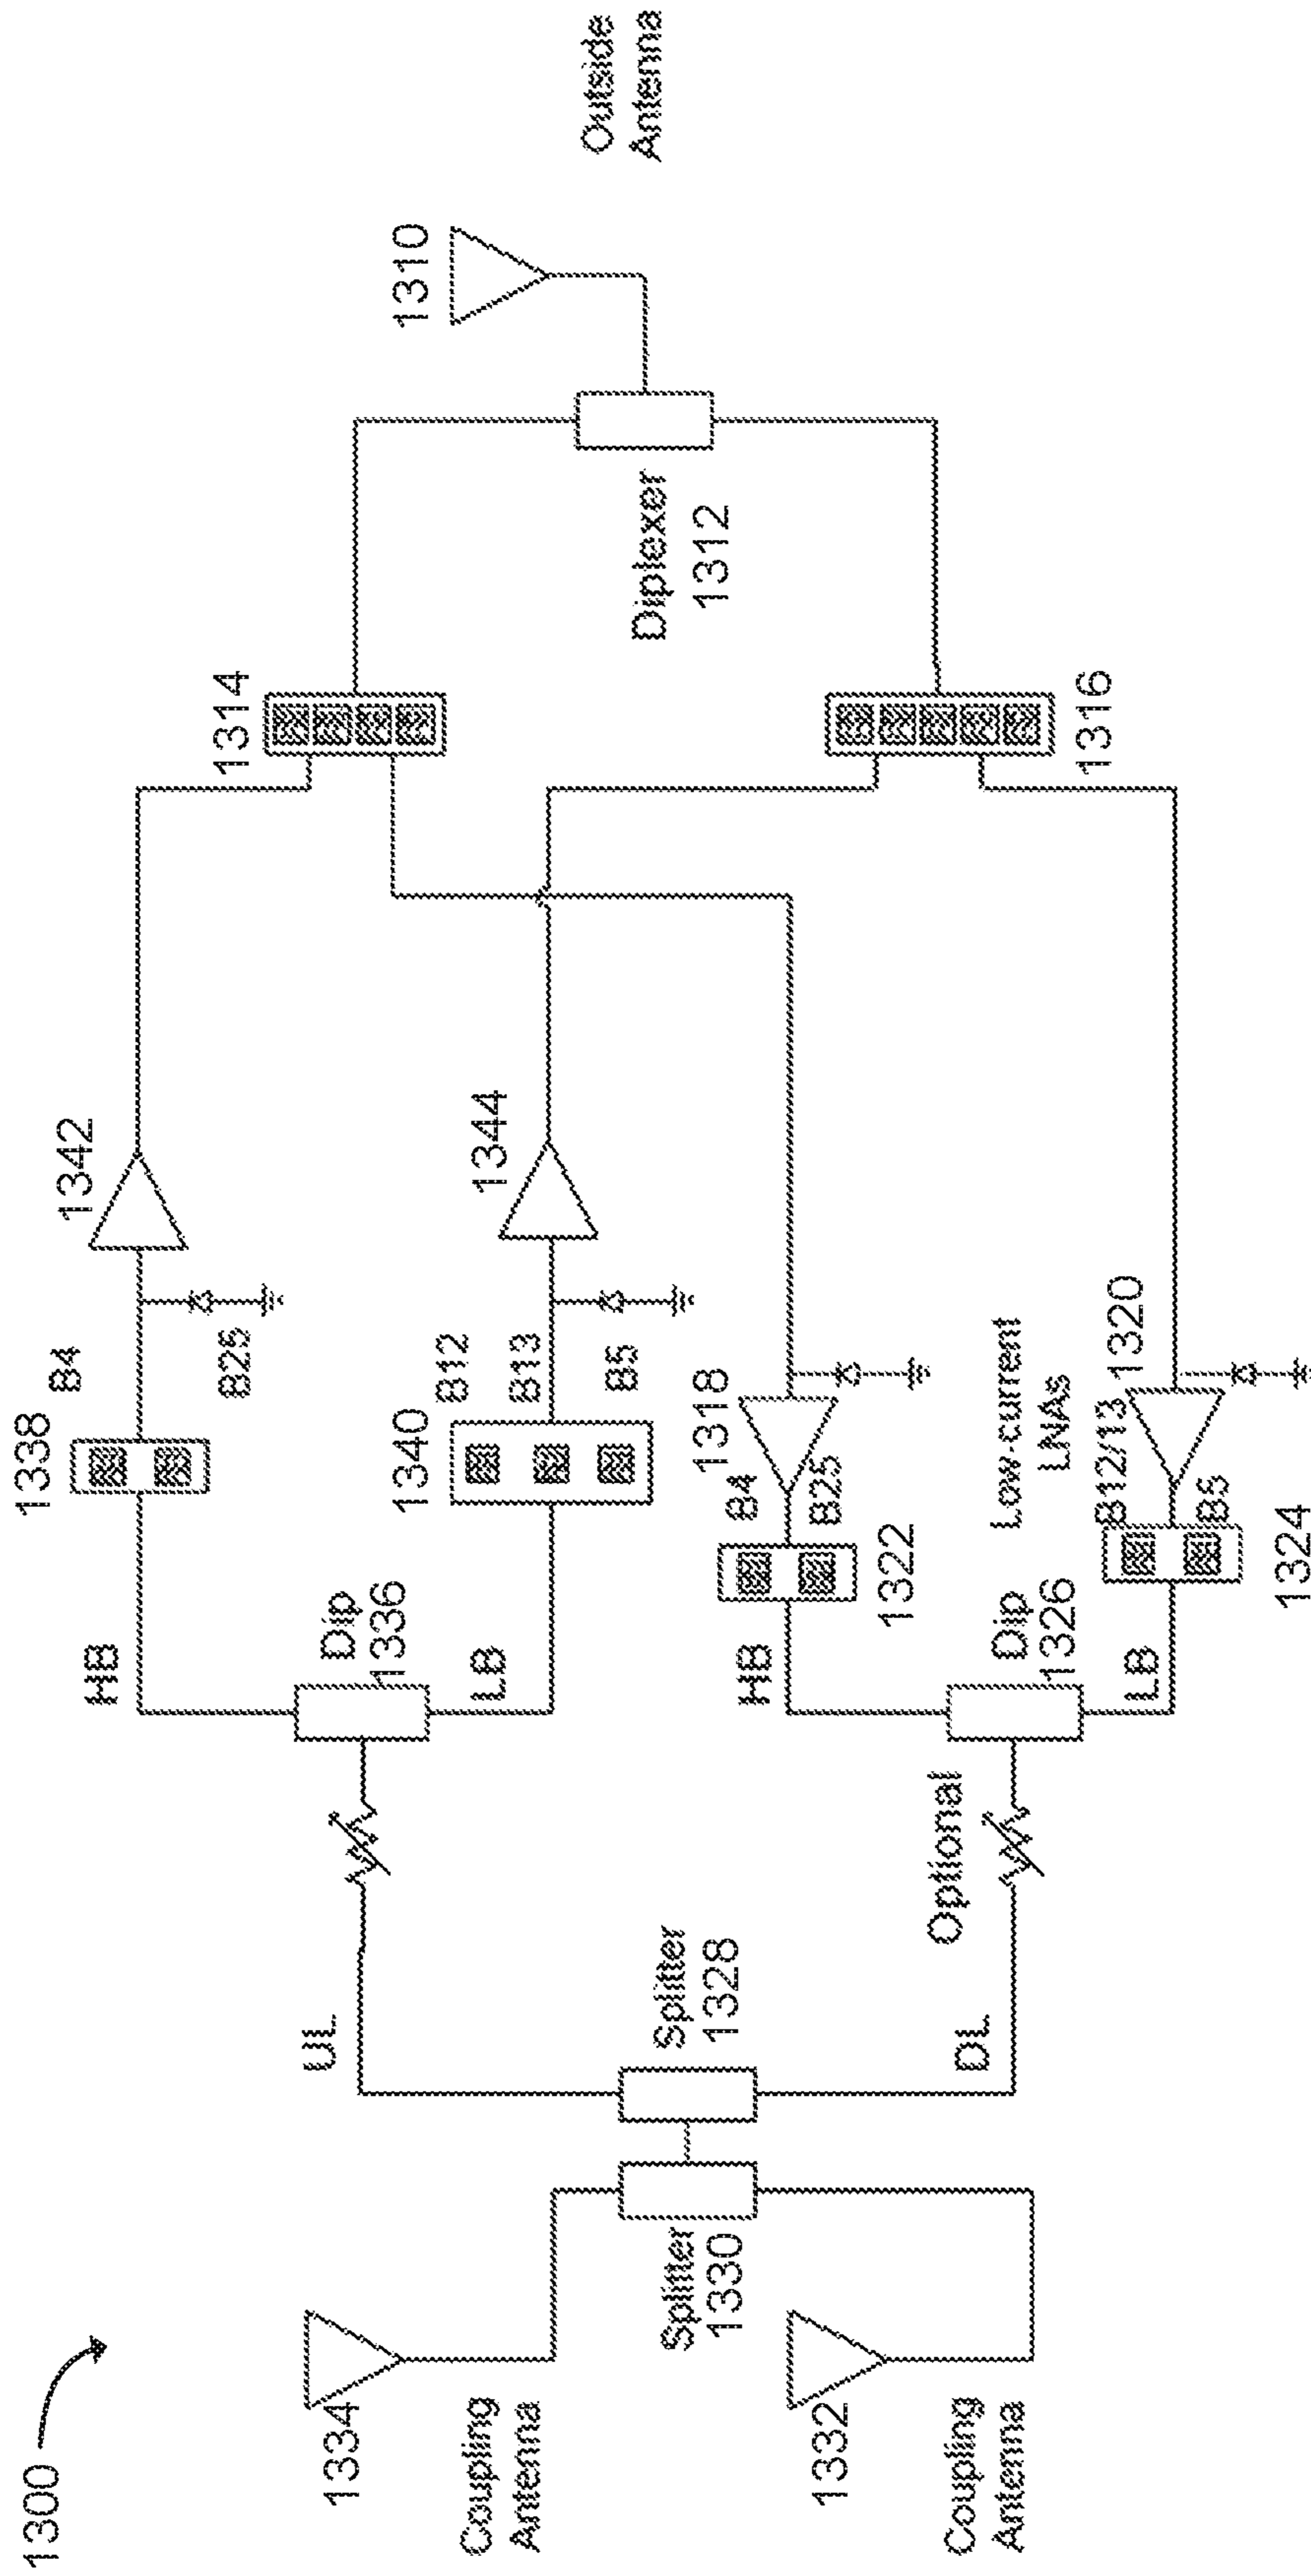 1300
1334
Coupling
Antenna
1332
Coupling
Antenna
Splitter
1330
Splitter
1328
UL
DL
Optional
HB
Dip
1336
LB
HB
Dip
1326
LB
1338
B4
B25
1340
B12
B13
B5
1342
1344
1318
B4
B25
1322
Low-current
LNAs
B12/13
1320
B5
1324
1314
1316
Diplexer
1312
1310
Outside
Antenna